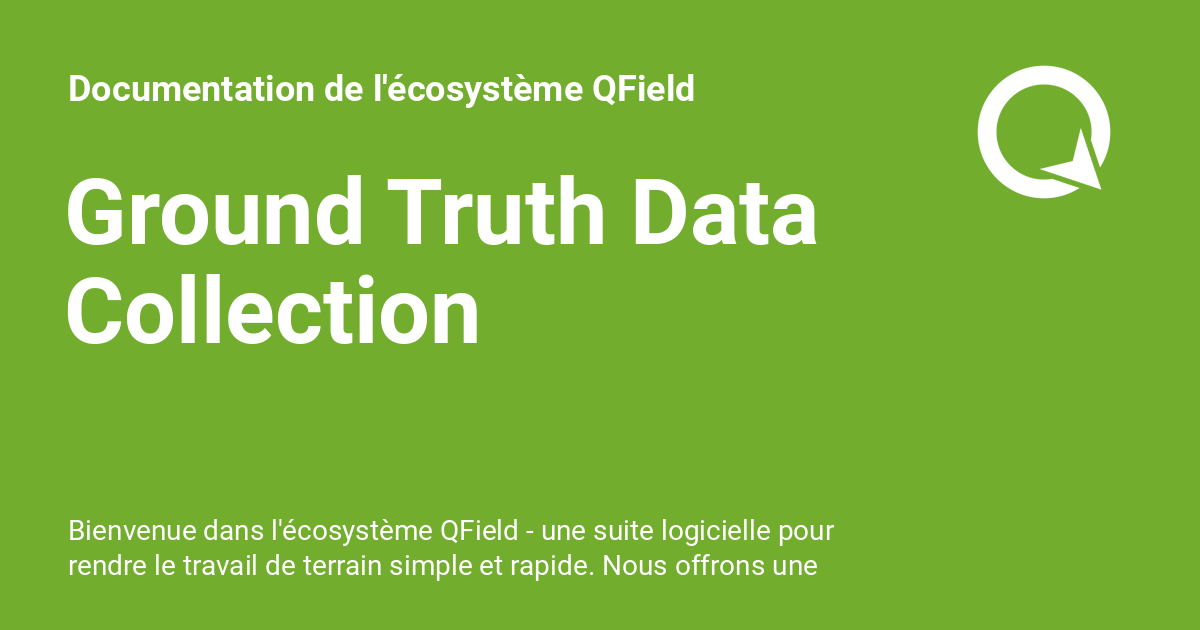 Documentation de l'écosystème QField
Ground Truth Data
Collection
Bienvenue dans l'écosystème QField - une suite logicielle pour
rendre le travail de terrain simple et rapide. Nous offrons une